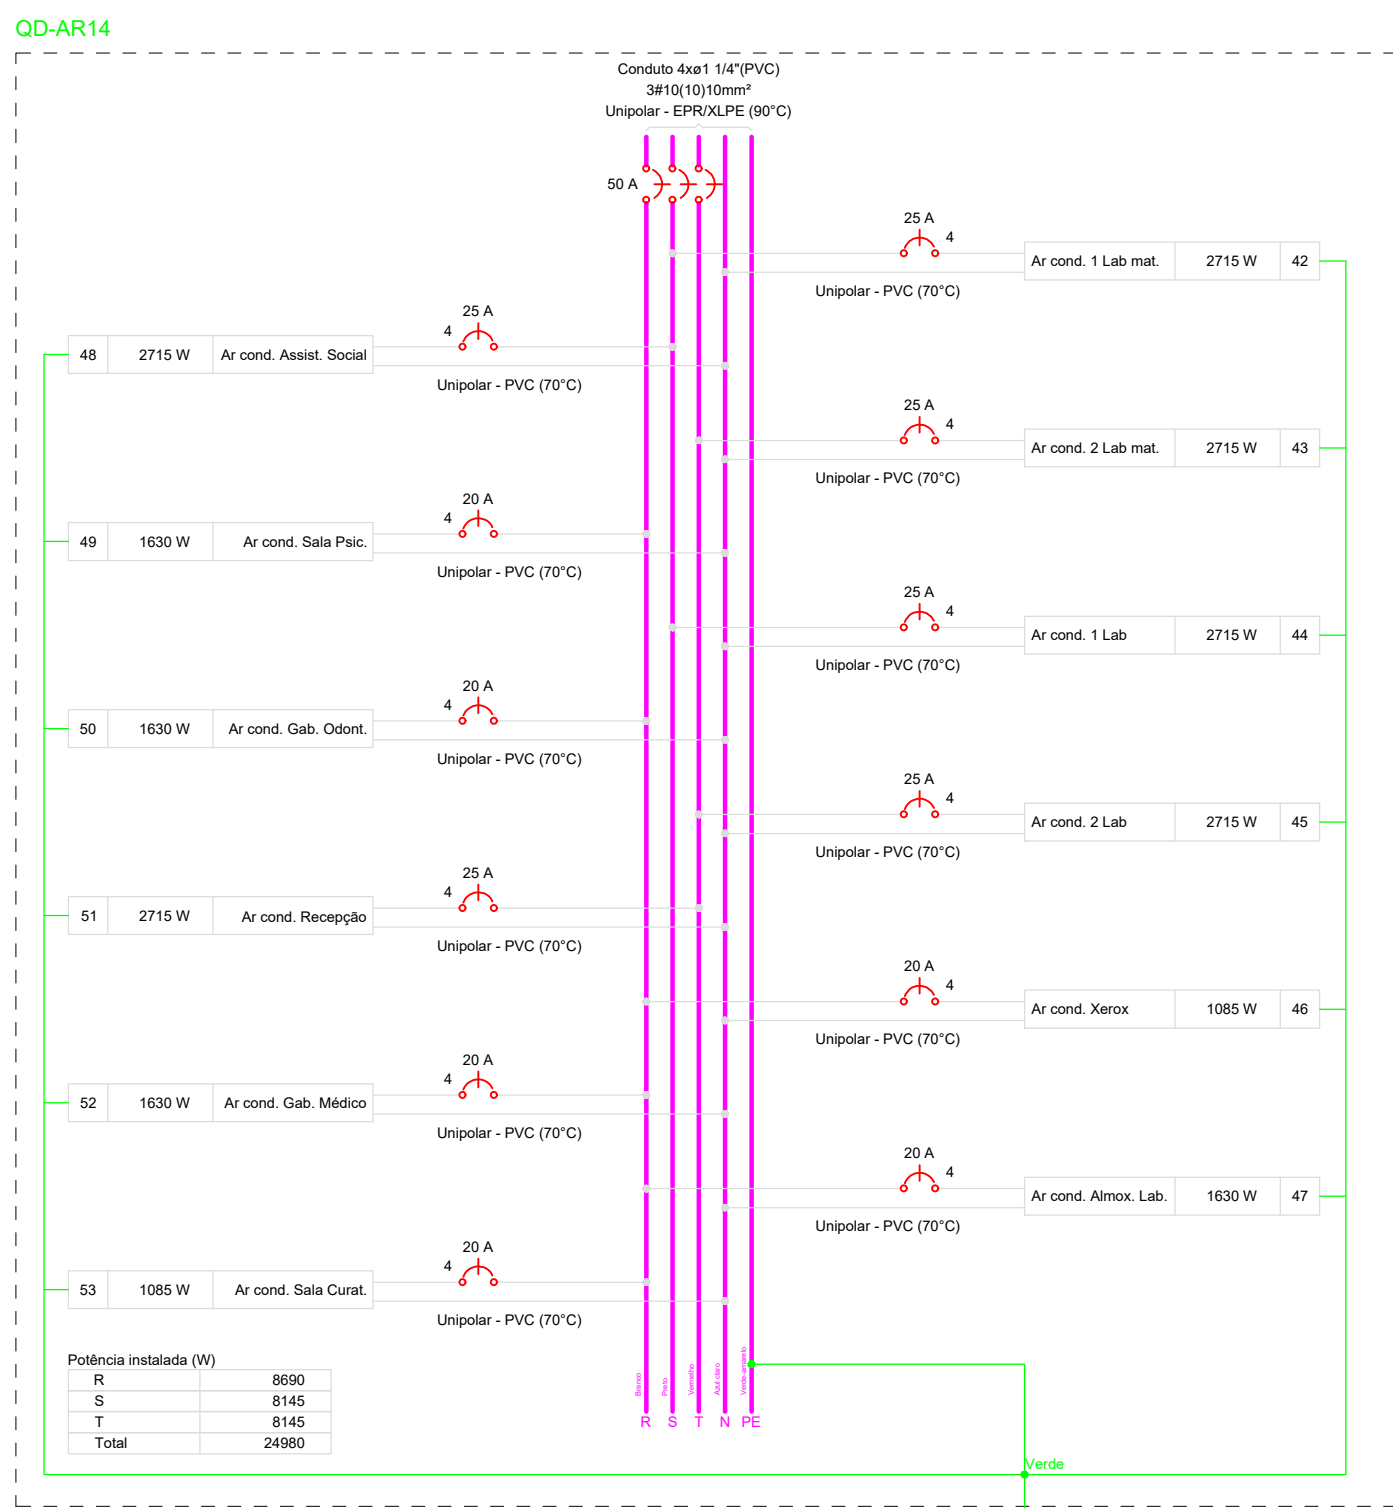 QD-AR14
Conduto 4xø1 1/4"(PVC)
3#10(10)10mm²
Unipolar - EPR/XLPE (90°C)
50 A
25 A
4
Ar cond. 1 Lab mat. 2715 W 42
Unipolar - PVC (70°C)
25 A
4
48 2715 W Ar cond. Assist. Social
Unipolar - PVC (70°C)
25 A
4
Ar cond. 2 Lab mat. 2715 W 43
Unipolar - PVC (70°C)
20 A
4
49 1630 W Ar cond. Sala Psic.
Unipolar - PVC (70°C)
25 A
4
Ar cond. 1 Lab 2715 W 44
Unipolar - PVC (70°C)
20 A
4
50 1630 W Ar cond. Gab. Odont.
Unipolar - PVC (70°C)
25 A
4
Ar cond. 2 Lab 2715 W 45
Unipolar - PVC (70°C)
25 A
4
51 2715 W Ar cond. Recepção
Unipolar - PVC (70°C)
20 A
4
Ar cond. Xerox 1085 W 46
Unipolar - PVC (70°C)
20 A
4
52 1630 W Ar cond. Gab. Médico
Unipolar - PVC (70°C)
20 A
4
Ar cond. Almox. Lab. 1630 W 47
Unipolar - PVC (70°C)
20 A
4
53 1085 W Ar cond. Sala Curat.
Unipolar - PVC (70°C)
Potência instalada (W)
R 8690
S 8145
T 8145
Total 24980
Branco
Preto
Vermelho
Azul claro
Verde-amarelo
R S T N PE
Verde